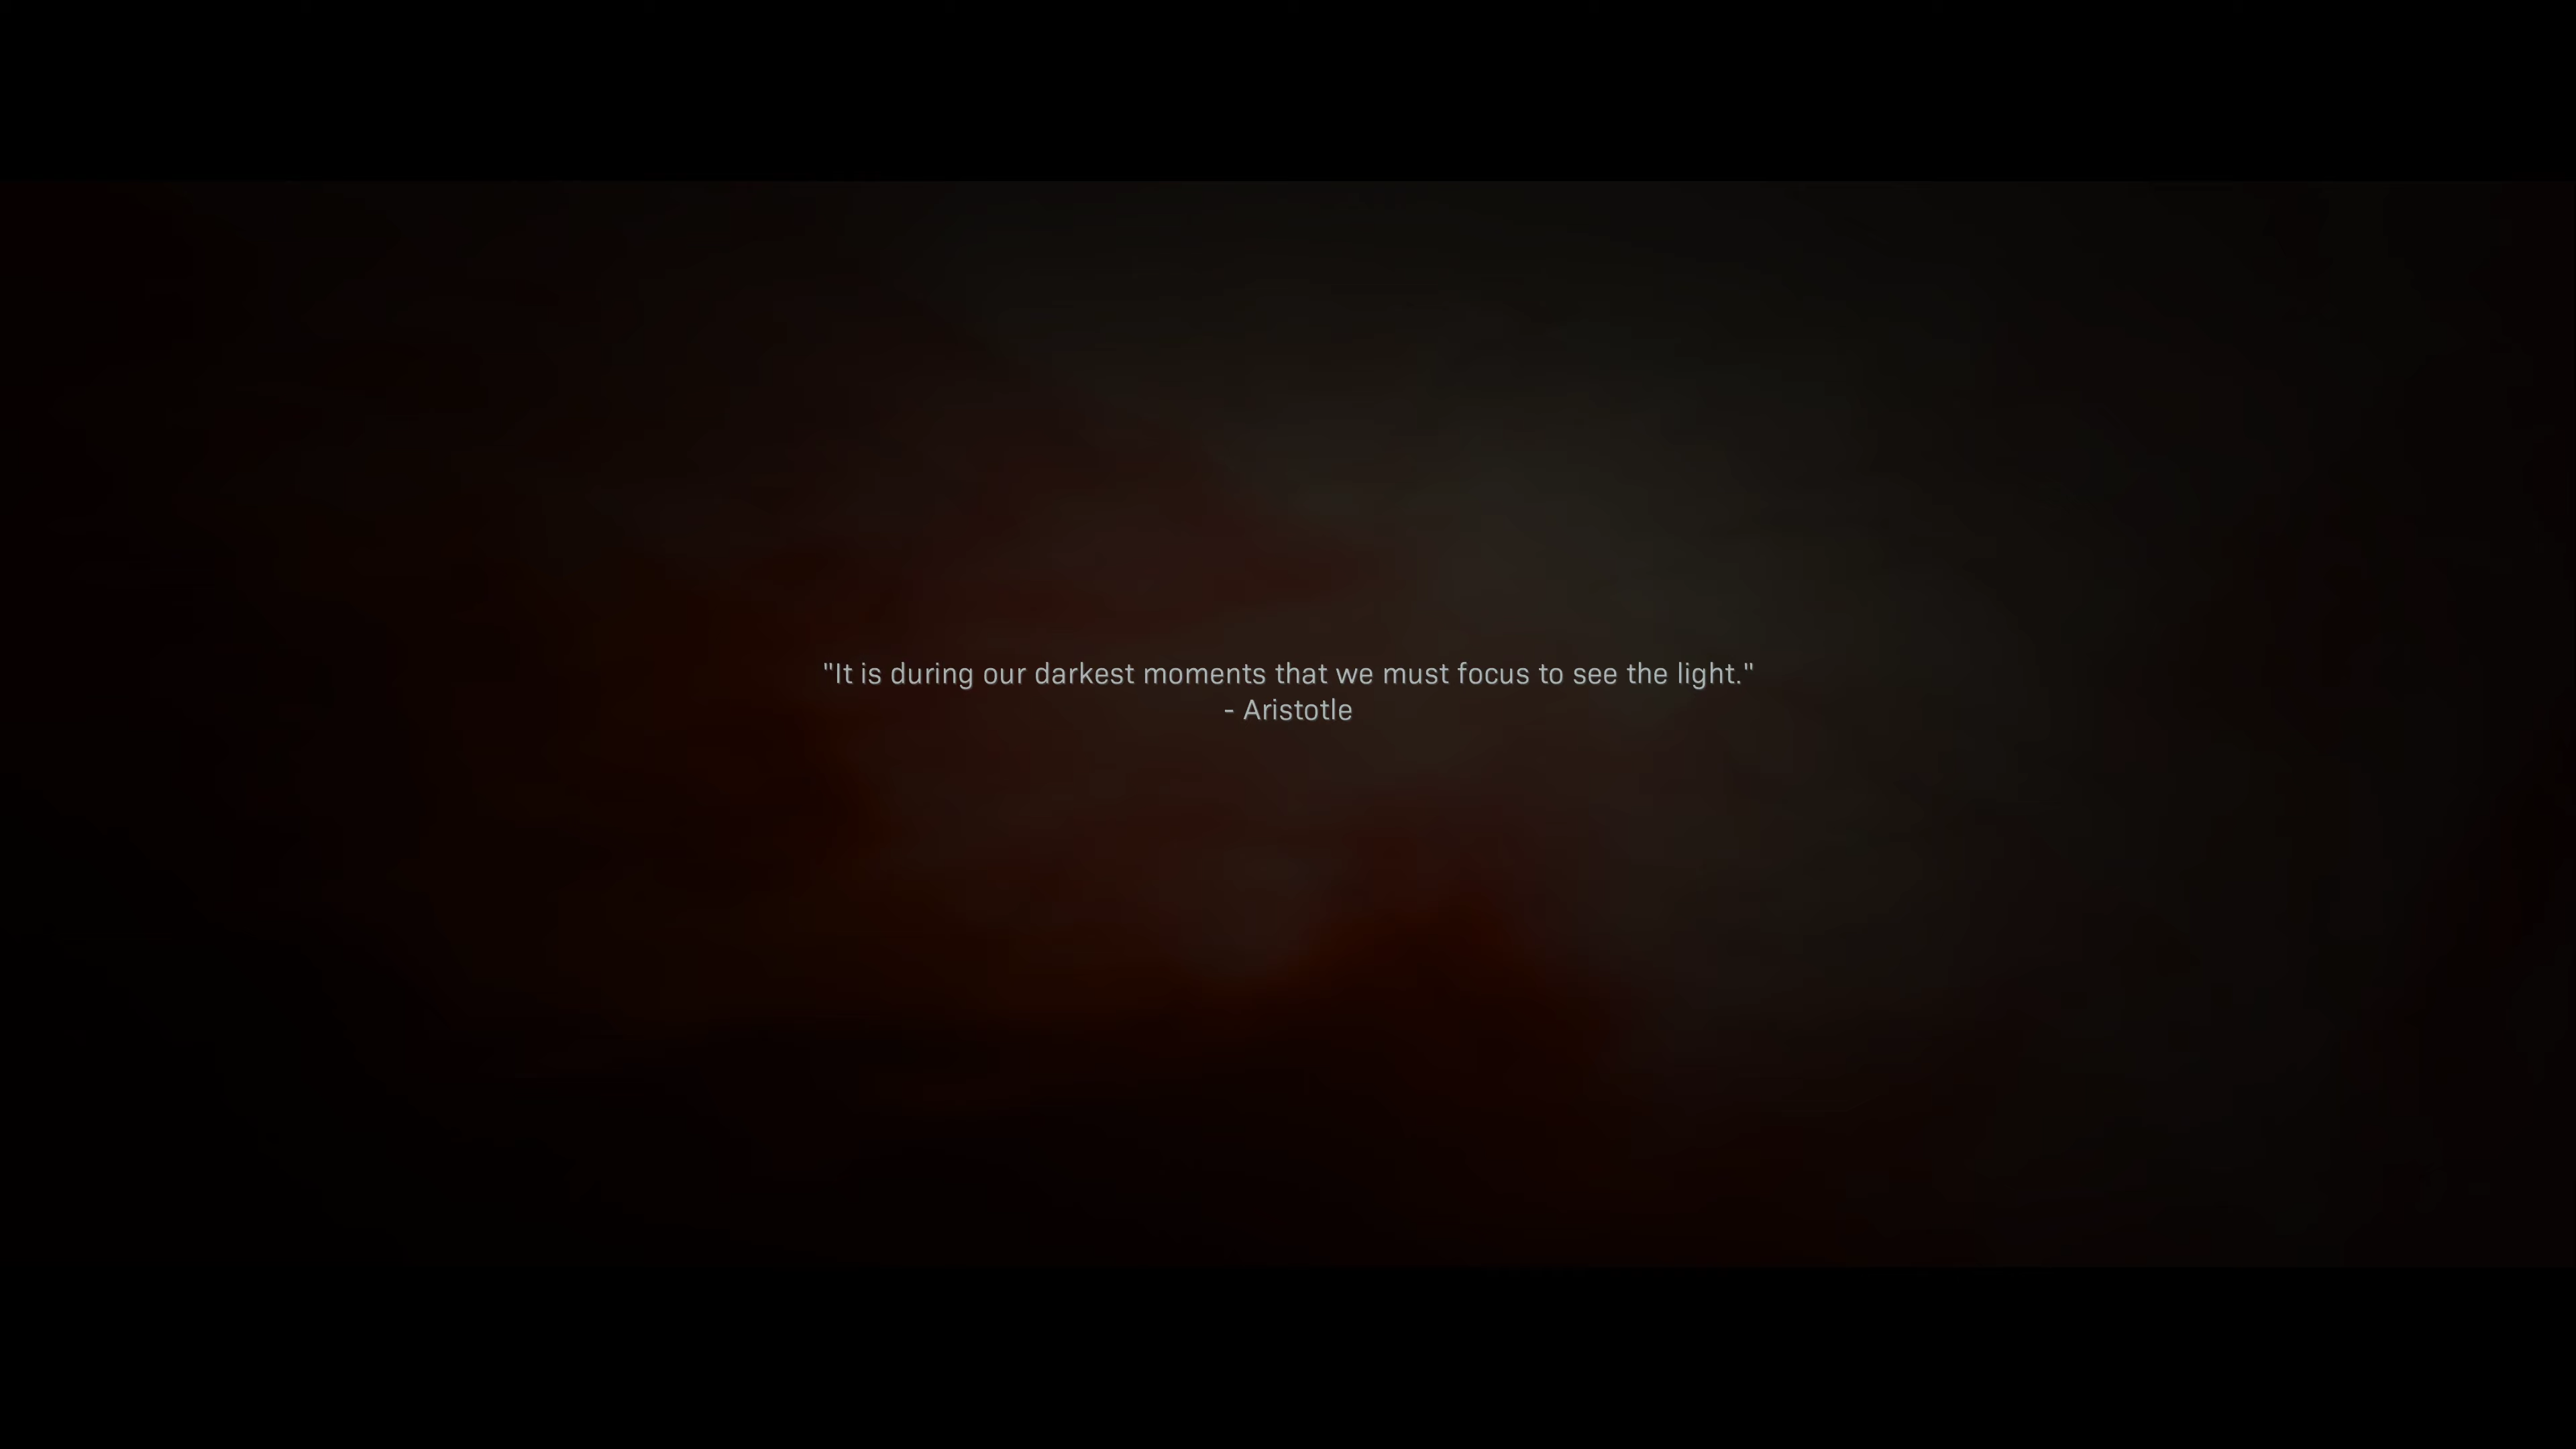 "It is during our darkest moments that we must focus to see the light."
- Aristotle